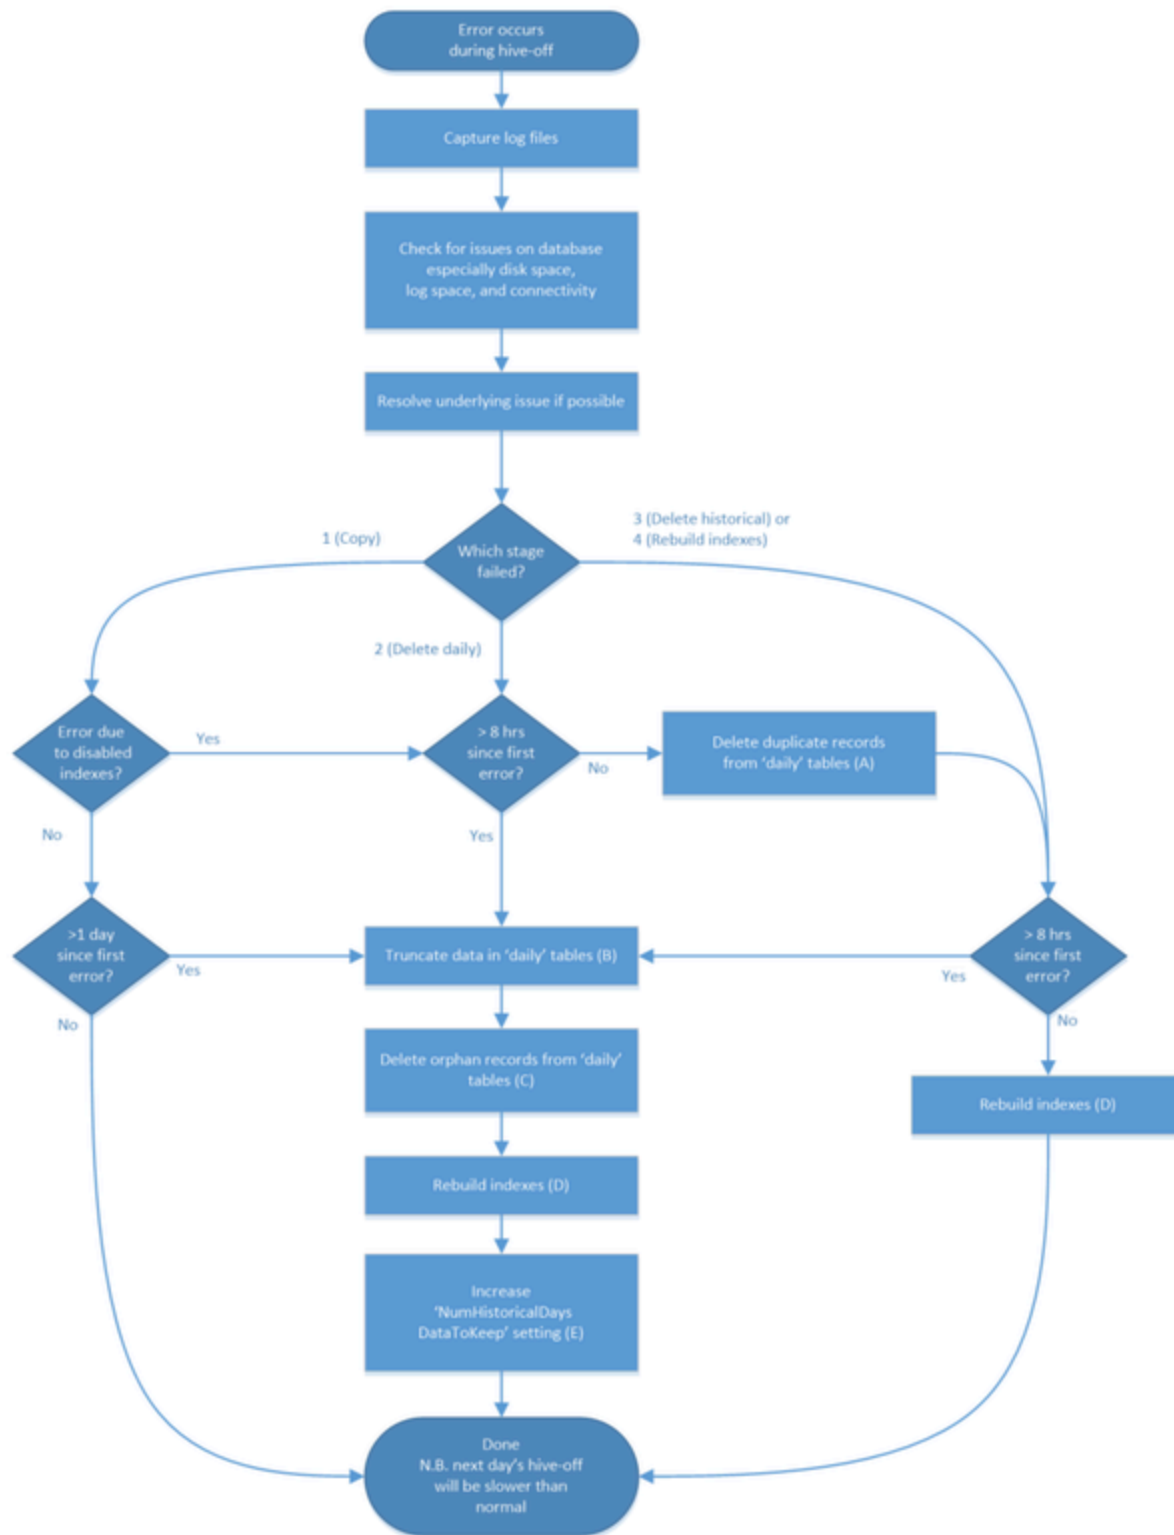 Error occurs
during hive-off
Capture log files
Check for issues on database
especially disk space,
log space, and connectivity
Resolve underlying issue if possible
3 (Delete historical) or
4 (Rebuild indexes)
1 (Copy)
Which stage
failed?
2 (Delete daily)
Error due
to disabled
indexes?
Yes
> 8 hrs
since first
error?
No
Delete duplicate records
from ‘daily’ tables (A)
No
Yes
>1 day
since first
error?
Yes
Truncate data in ‘daily’ tables (B)
> 8 hrs
since first
error?
Yes
No
No
Delete orphan records from ‘daily’
tables (C)
Rebuild indexes (D)
Rebuild indexes (D)
Increase
‘NumHistoricalDays
DataToKeep’ setting (E)
Done
N.B. next day’s hive-off
will be slower than
normal